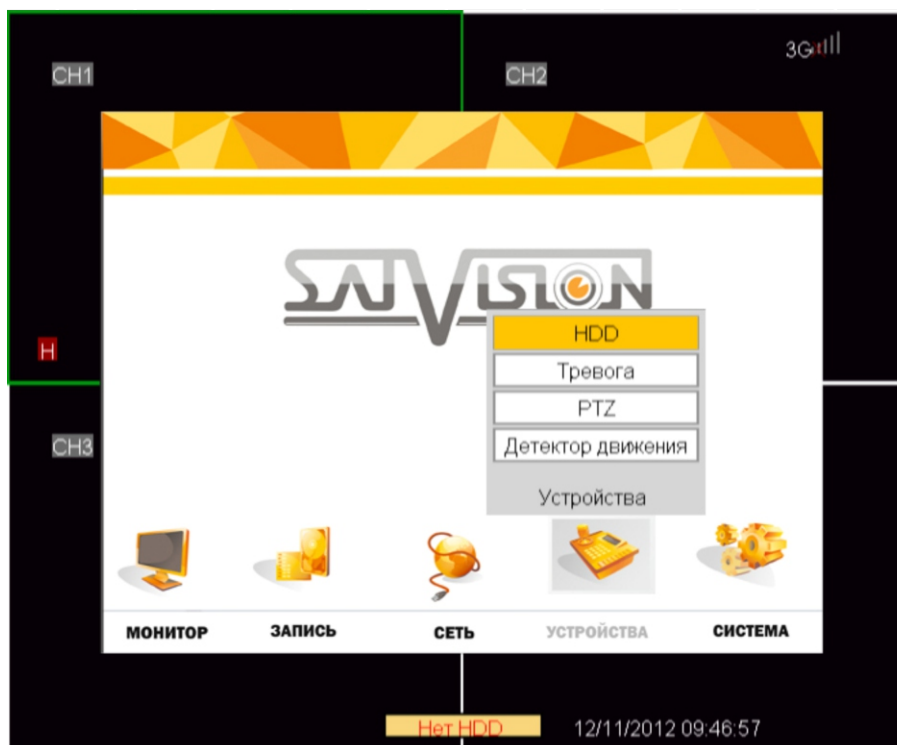 3G
CH1
CH2
SATVISION
HDD
Тревога
H
PTZ
Детектор движения
CH3
Устройства
МОНИТОР
ЗАПИСЬ
СЕТЬ
УСТРОЙСТВА
СИСТЕМА
Нет HDD
12/11/2012 09:46:57